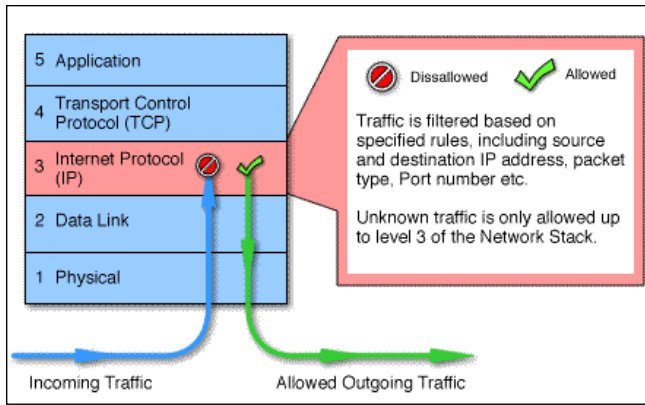 5 Application
4 Transport Control
Protocol (TCP)
3 Internet Protocol
(IP)
2 Data Link
1 Physical
Incoming Traffic
Allowed Outgoing Traffic
Dissallowed
Allowed
Traffic is filtered based on
specified rules, including source
and destination IP address, packet
type, Port number etc.
Unknown traffic is only allowed up
to level 3 of the Network Stack.